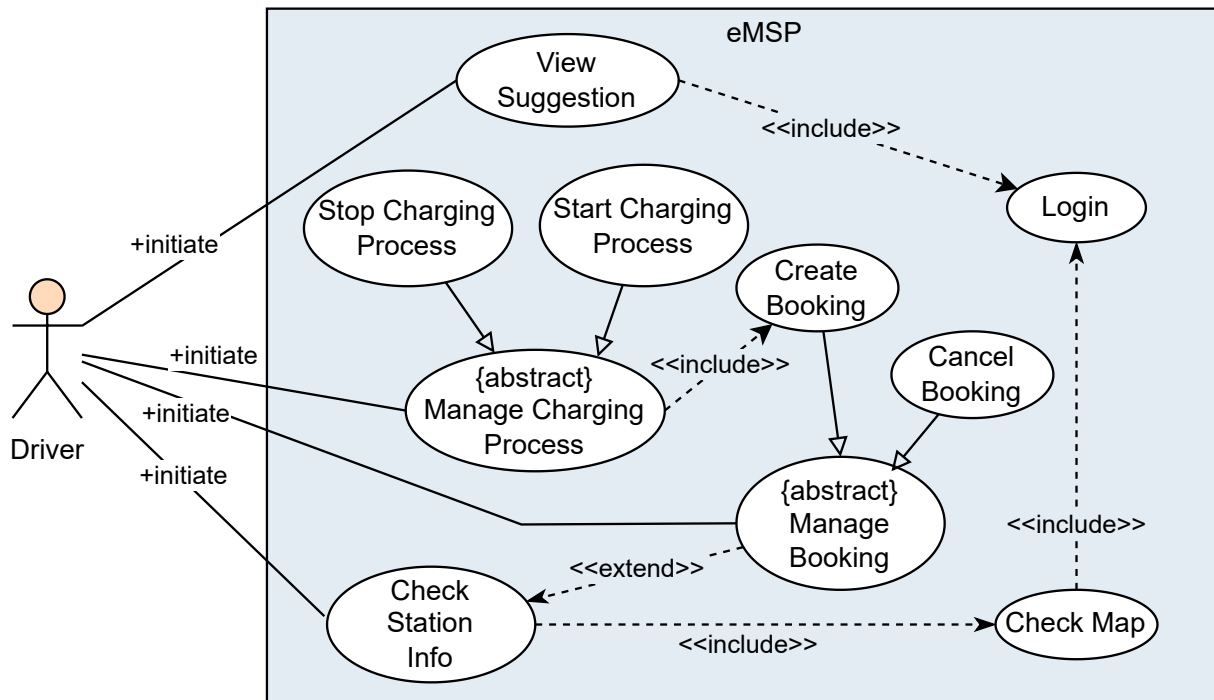 eMSP
View
Suggestion
<<include>>
Stop Charging
Process
Start Charging
Process
Login
+initiate
Create
Booking
+initiate
<<include>>
Cancel
Booking
{abstract}
Manage Charging
Process
+initiate
Driver
+initiate
{abstract}
Manage
Booking
<<include>>
<<extend>>
Check
Station
Info
<<include>>
Check Map